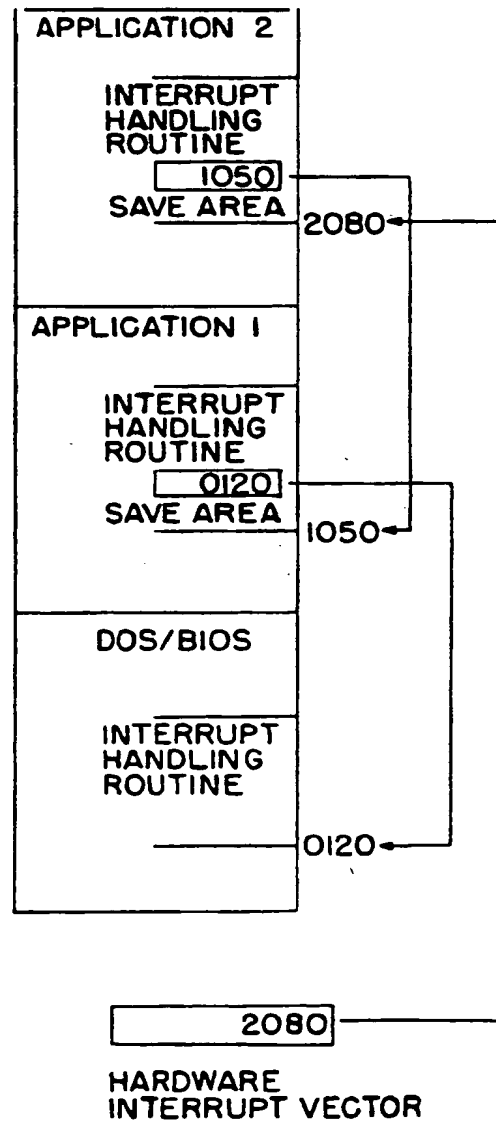 APPLICATION 2
INTERRUPT
HANDLING
ROUTINE
1050
SAVE AREA
2080
APPLICATION 1
INTERRUPT
HANDLING
ROUTINE
0120
SAVE AREA
1050
DOS/BIOS
INTERRUPT
HANDLING
ROUTINE
0120
2080
HARDWARE
INTERRUPT VECTOR